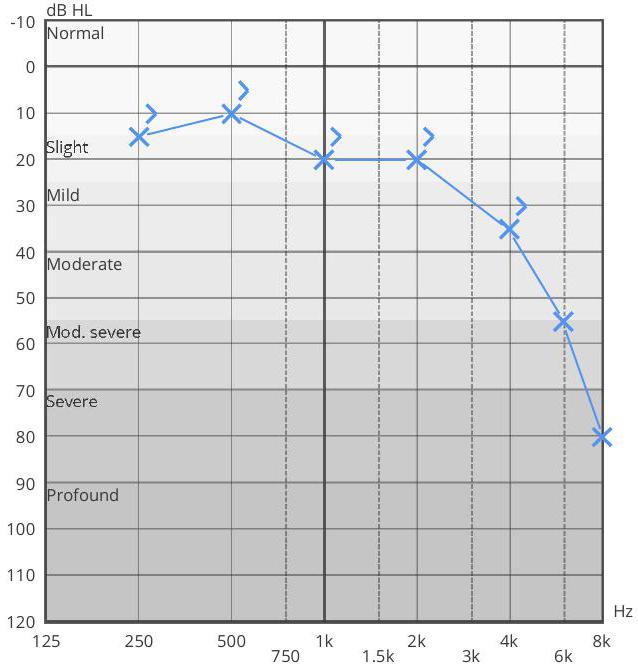 dB HL
-10
Normal
0
10
Slight
20
30
Mild
40
Moderate
50
Mod. severe
60
70
Severe
80
90
Profound
100
110
120
Hz
125 250 500 1k 2k 4k 8k
750 1.5k 3k 6k